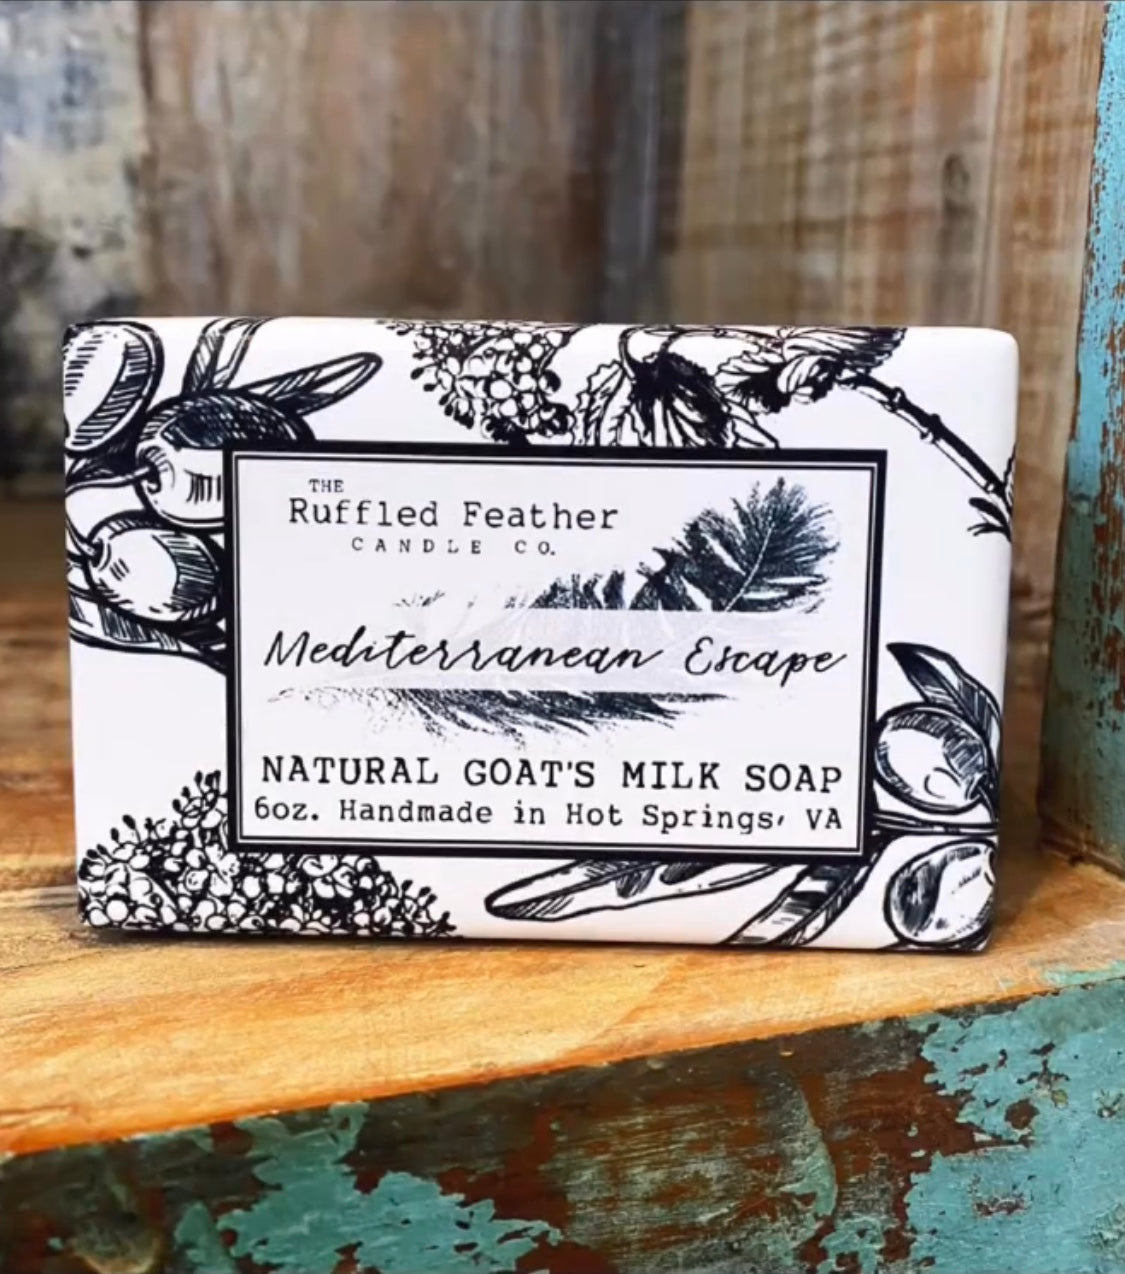 THE
Ruffled Feather
CANDLE CO.
Mediterranean Escape
NATURAL GOAT'S MILK SOAP
6oz. Handmade in Hot Springs, VA